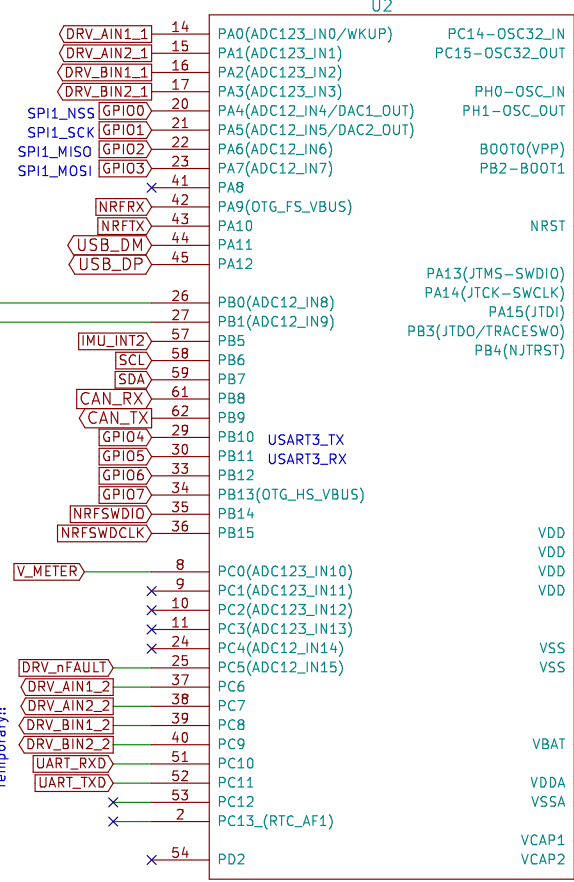 U2
DRV_AIN1_1 14 PA0(ADC123_IN0/WKUP) PC14-OSC32_IN
DRV_AIN2_1 15 PA1(ADC123_IN1) PC15-OSC32_OUT
DRV_BIN1_1 16 PA2(ADC123_IN2)
DRV_BIN2_1 17 PA3(ADC123_IN3) PH0-OSC_IN
SPI1_NSS GPIO0 20 PA4(ADC12_IN4/DAC1_OUT) PH1-OSC_OUT
SPI1_SCK GPIO1 21 PA5(ADC12_IN5/DAC2_OUT)
SPI1_MISO GPIO2 22 PA6(ADC12_IN6) BOOT0(VPP)
SPI1_MOSI GPIO3 23 PA7(ADC12_IN7) PB2-BOOT1
41 PA8
NRFRX 42 PA9(OTG_FS_VBUS)
NRFTX 43 PA10 NRST
USB_DM 44 PA11
USB_DP 45 PA12
PA13(JTMS-SWDIO)
PA14(JTCK-SWCLK)
26 PB0(ADC12_IN8)
PA15(JTDI)
27 PB1(ADC12_IN9)
PB3(JTDO/TRACESWO)
IMU_INT2 57 PB5
PB4(NJTRST)
SCL 58 PB6
SDA 59 PB7
CAN_RX 61 PB8
CAN_TX 62 PB9
GPIO4 29 PB10 USART3_TX
GPIO5 30 PB11 USART3_RX
GPIO6 33 PB12
GPIO7 34 PB13(OTG_HS_VBUS)
NRFSWDIO 35 PB14
NRFSWDCLK 36 PB15 VDD
VDD
V_METER 8 PC0(ADC123_IN10) VDD
9 PC1(ADC123_IN11) VDD
10 PC2(ADC123_IN12)
11 PC3(ADC123_IN13)
24 PC4(ADC12_IN14) VSS
DRV_nFAULT 25 PC5(ADC12_IN15) VSS
DRV_AIN1_2 37 PC6
DRV_AIN2_2 38 PC7
DRV_BIN1_2 39 PC8
DRV_BIN2_2 40 PC9 VBAT
UART_RXD 51 PC10
UART_TXD 52 PC11 VDDA
53 PC12 VSSA
2 PC13_(RTC_AF1)
VCAP1
54 PD2 VCAP2
Temporary!!